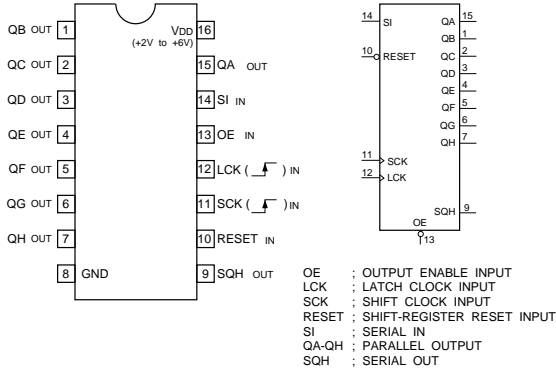 QB OUT 1
QC OUT 2
QD OUT 3
QE OUT 4
QF OUT 5
QG OUT 6
QH OUT 7
8 GND
VDD 16
(+2V to +6V)
15 QA OUT
14 SI IN
13 OE IN
12 LCK ( ) IN
11 SCK ( ) IN
10 RESET IN
9 SQH OUT
14 SI
10 RESET
11 SCK
12 LCK
QA 15
QB 1
QC 2
QD 3
QE 4
QF 5
QG 6
QH 7
SQH 9
OE
13
OE ; OUTPUT ENABLE INPUT
LCK ; LATCH CLOCK INPUT
SCK ; SHIFT CLOCK INPUT
RESET ; SHIFT-REGISTER RESET INPUT
SI ; SERIAL IN
QA-QH ; PARALLEL OUTPUT
SQH ; SERIAL OUT